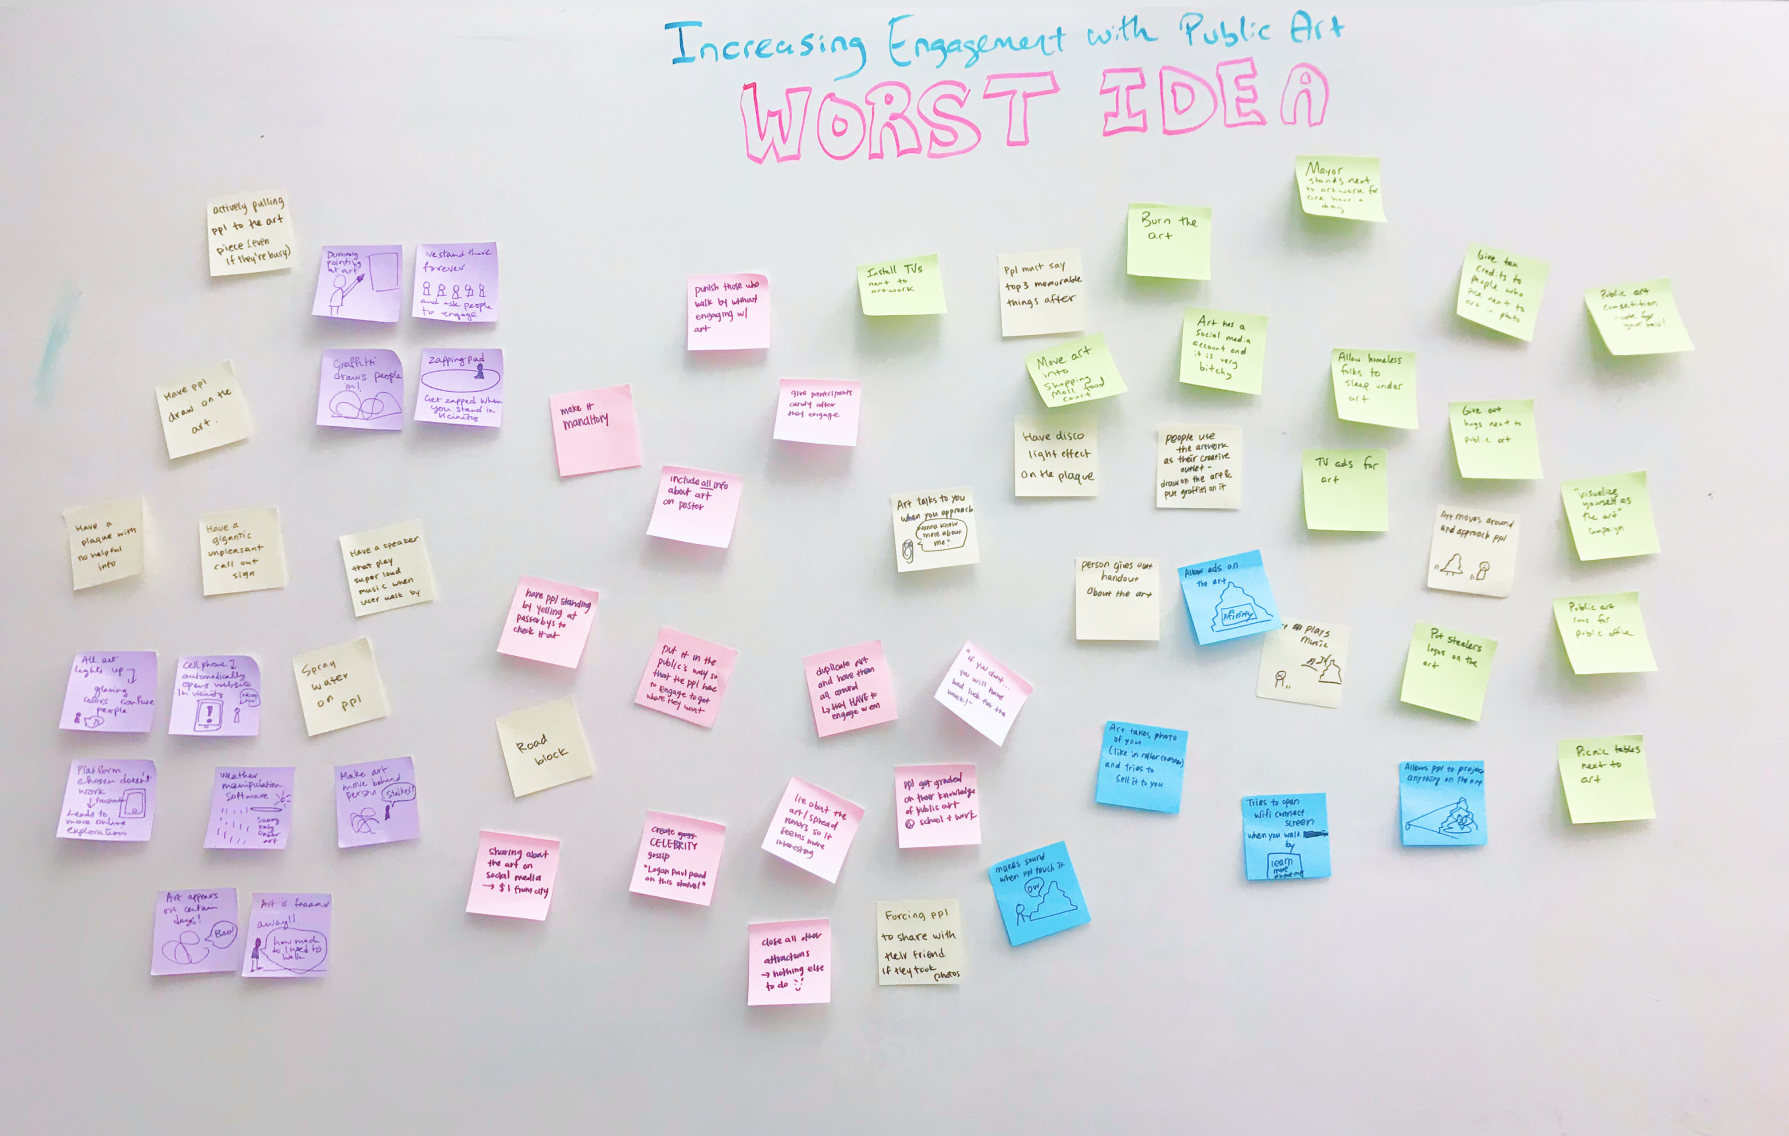 Increasing Engagement with Public Art
WORST IDEA
actively pulling
ppl to the art
piece (even
if they're busy)
Dummy
pointing
at art
We stand there
forever
and ask people
to engage
Graffiti
draws people
in!
Zapping pad
Get zapped when
you stand in
vicinity
Have ppl
draw on the
art.
Have a
plaque with
no helpful
info
Have a
gigantic
unpleasant
call out
sign
Have a speaker
that play
super loud
music when
user walk by
All art
lights up
glaring
colors confuse
people
Cell phone
automatically
opens website
in vicinity
!
Spray
water
on ppl
Platform
chosen doesn't
work
frustrate
Leads to
more online
exploration
Weather
manipulation
software
Sunny
only
under
art
Make art
move behind
person
Stalker!
Art appears
on certain
days!
Boo!
Art is faaaar
away!!
how much
do I need to
walk
punish those who
walk by without
engaging w/
art
make it
manditory
give participants
candy after
they engage
include all info
about art
on poster
have ppl standing
by yelling at
passerbys to
check it out
put it in the
public's way so
that the ppl have
to engage to get
where they want
duplicate art
and have them
all around
↳ they HAVE to
engage w em
"if you don't...
you will have
bad luck for the
week!"
Road
block
lie about the
art/spread
rumors so it
seems more
interesting
ppl get graded
on their knowledge
of public art
@ school + work
sharing about
the art on
social media
→ $1 from city
create gross
CELEBRITY
gossip
"Logan Paul peed
on this statue!"
close all other
attractions
→ nothing else
to do
Forcing ppl
to share with
their friend
if they took
photos
Install TVs
next to
artwork
Ppl must say
top 3 memorable
things after
Burn the
art
Mayor
stands next
to artwork for
one hour a
day
Move art
into
Shopping
Mall food
court
Art has a
social media
account and
it is very
bitchy
Give tax
credits to
people who
are next to
art in photo
Public art
competition
- vote for
your fav!
Allow homeless
folks to
sleep under
art
Give out
hugs next to
public art
Have disco
light effect
on the plaque
people use
the artwork
as their creative
outlet -
draw on the art &
put graffitis on it
TV ads for
art
"visualize
yourself as
the art"
campaign
Art talks to you
when you approach
wanna know
more about
me?
Art moves around
and approach ppl
person gives out
handout
about the art
Allow ads on
the art
xfinity
plays
music
Put Steelers
logos on the
art
Public art
runs for
public office
Picnic tables
next to
art
Art takes photo
of you
(like in roller coaster)
and tries to
sell it to you
Tries to open
wifi connect
screen
when you walk
by
learn
more
Allows ppl to project
anything on the art
makes sound
when ppl touch it
OW